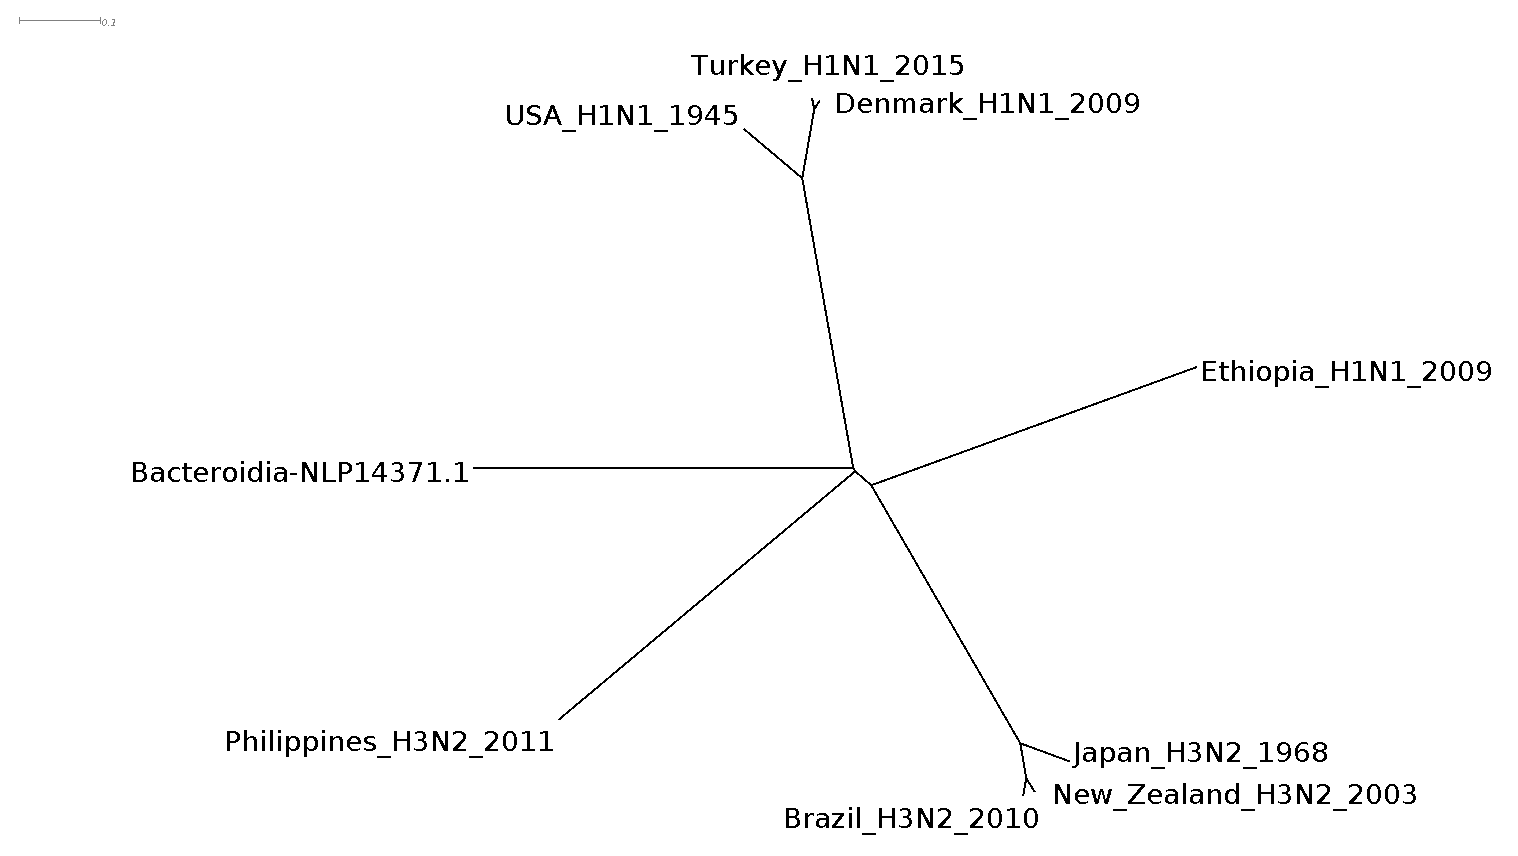 0.1
Turkey_H1N1_2015
Denmark_H1N1_2009
USA_H1N1_1945
Ethiopia_H1N1_2009
Bacteroidia-NLP14371.1
Philippines_H3N2_2011
Japan_H3N2_1968
New_Zealand_H3N2_2003
Brazil_H3N2_2010